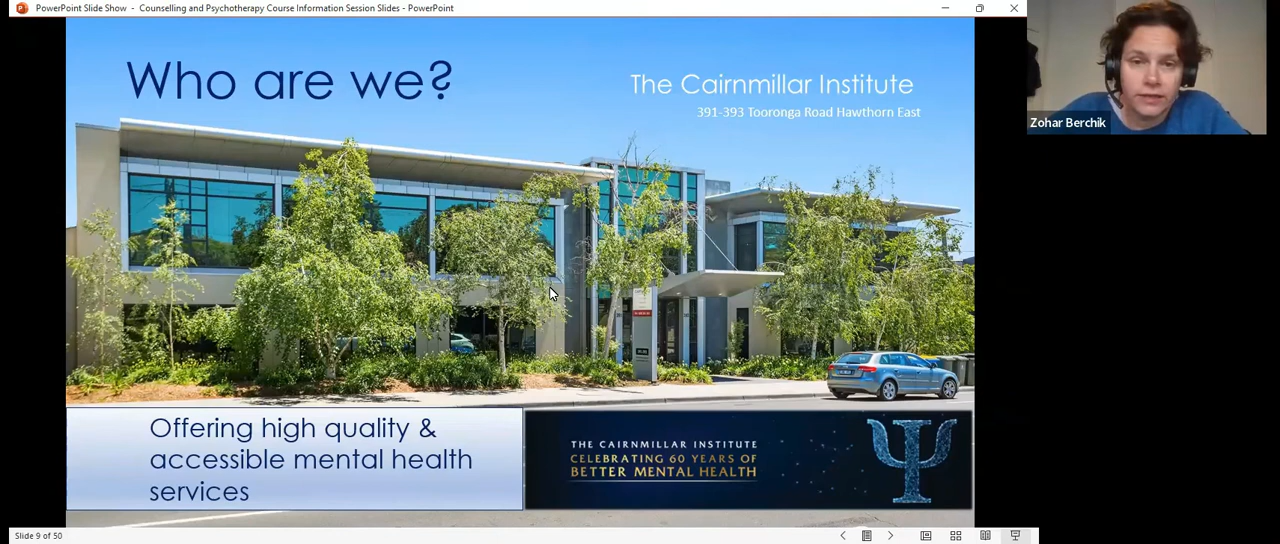 PowerPoint Slide Show - Counselling and Psychotherapy Course Information Session Slides - PowerPoint
Who are we?
The Cairnmillar Institute
391-393 Tooronga Road Hawthorn East
Zohar Berchik
Offering high quality &
accessible mental health
services
THE CAIRNMILLAR INSTITUTE
CELEBRATING 60 YEARS OF
BETTER MENTAL HEALTH
Slide 9 of 50